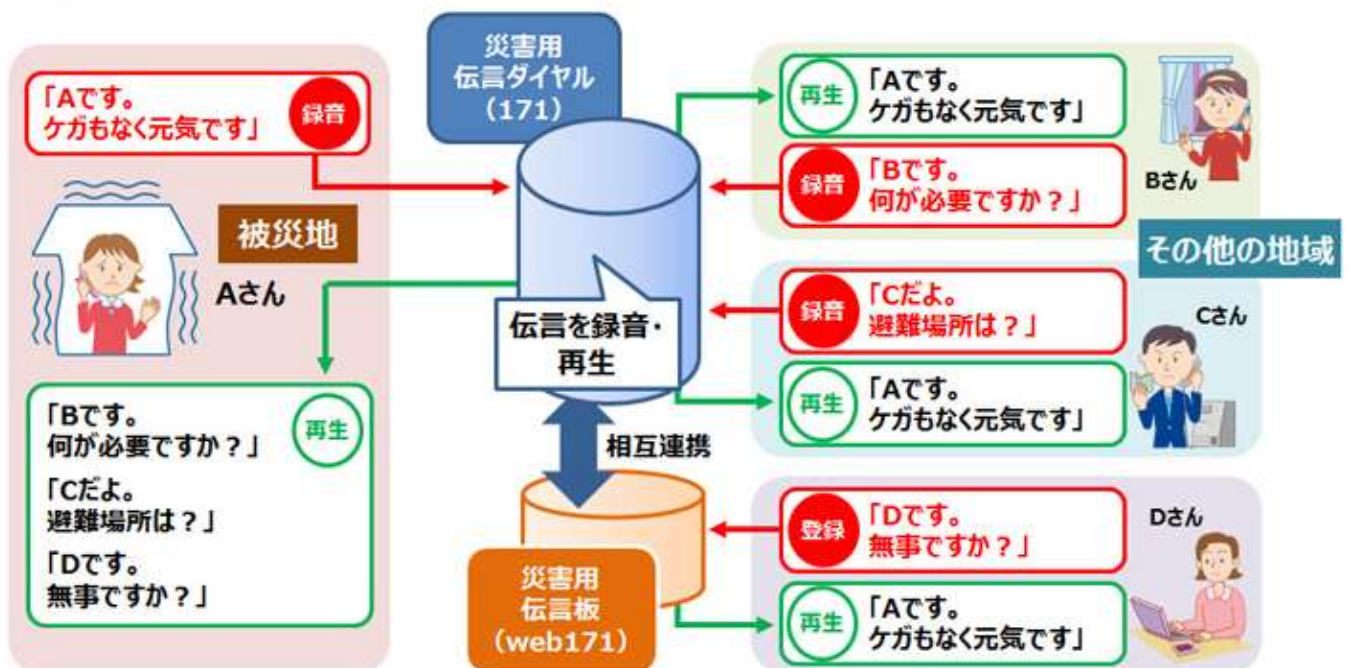 災害用
伝言ダイヤル
(171)
「Aです。
ケガもなく元気です」
録音
被災地
Aさん
「Bです。
何が必要ですか？」
再生
「Cだよ。
避難場所は？」
「Dです。
無事ですか？」
伝言を録音・
再生
相互連携
災害用
伝言板
(web171)
再生
「Aです。
ケガもなく元気です」
録音
「Bです。
何が必要ですか？」
Bさん
その他の地域
録音
「Cだよ。
避難場所は？」
Cさん
再生
「Aです。
ケガもなく元気です」
登録
「Dです。
無事ですか？」
Dさん
再生
「Aです。
ケガもなく元気です」